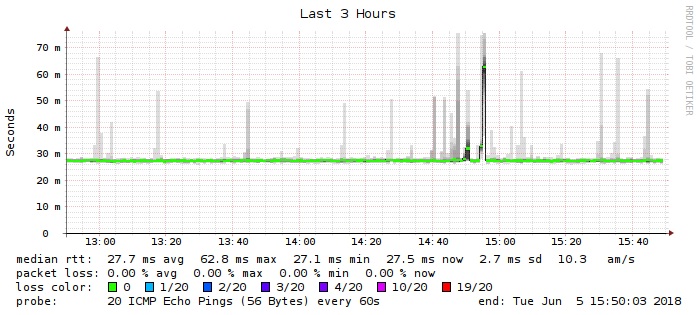 Last 3 Hours
RRDTOOL / TOBI OETIKER
Seconds
70 m
60 m
50 m
40 m
30 m
20 m
10 m
0
13:00 13:20 13:40 14:00 14:20 14:40 15:00 15:20 15:40
median rtt: 27.7 ms avg 62.8 ms max 27.1 ms min 27.5 ms now 2.7 ms sd 10.3 am/s
packet loss: 0.00 % avg 0.00 % max 0.00 % min 0.00 % now
loss color: 0 1/20 2/20 3/20 4/20 10/20 19/20
probe: 20 ICMP Echo Pings (56 Bytes) every 60s end: Tue Jun 5 15:50:03 2018